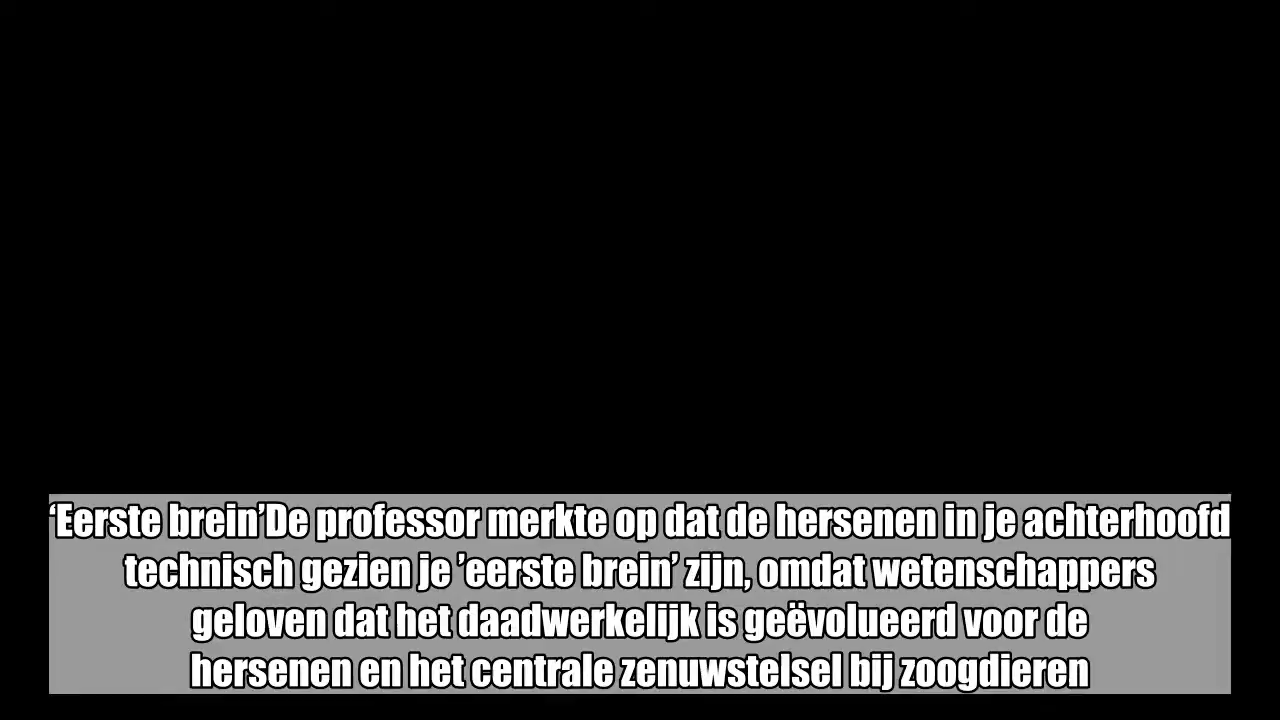 ‘Eerste brein’De professor merkte op dat de hersenen in je achterhoofd
technisch gezien je ’eerste brein’ zijn, omdat wetenschappers
geloven dat het daadwerkelijk is geëvolueerd voor de
hersenen en het centrale zenuwstelsel bij zoogdieren